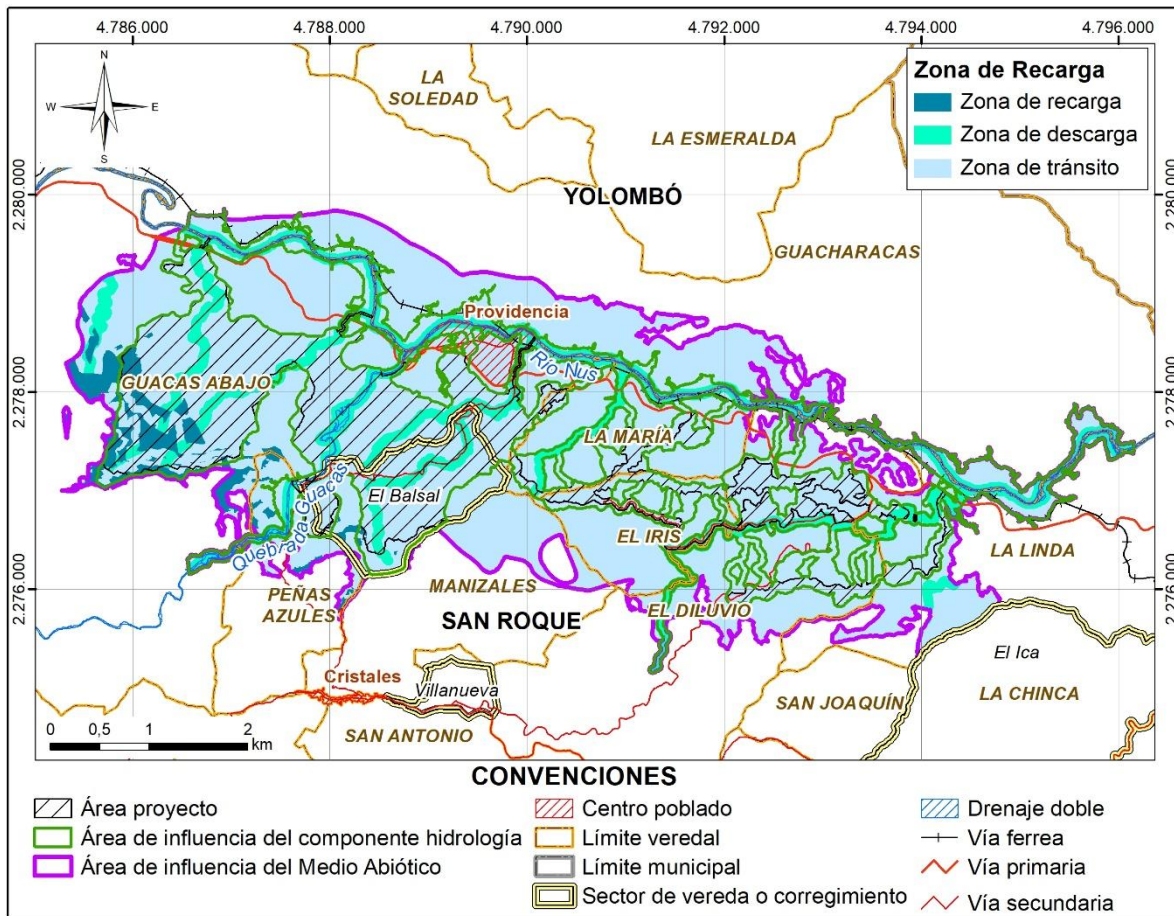 4.786.000
4.788.000
4.790.000
4.792.000
4.794.000
4.796.000
N
W
E
S
Zona de Recarga
Zona de recarga
Zona de descarga
Zona de tránsito
LA
SOLEDAD
LA ESMERALDA
2.280.000
2.280.000
YOLOMBÓ
GUACHARACAS
Providencia
Río Nus
2.278.000
2.278.000
GUACAS ABAJO
LA MARÍA
El Balsal
Quebrada Guacas
EL IRIS
LA LINDA
2.276.000
2.276.000
PEÑAS
AZULES
MANIZALES
EL DILUVIO
SAN ROQUE
El Ica
Cristales
Villanueva
SAN JOAQUÍN
LA CHINCA
SAN ANTONIO
0
0,5
1
2
km
CONVENCIONES
Área proyecto
Área de influencia del componente hidrología
Área de influencia del Medio Abiótico
Centro poblado
Límite veredal
Límite municipal
Sector de vereda o corregimiento
Drenaje doble
Vía ferrea
Vía primaria
Vía secundaria